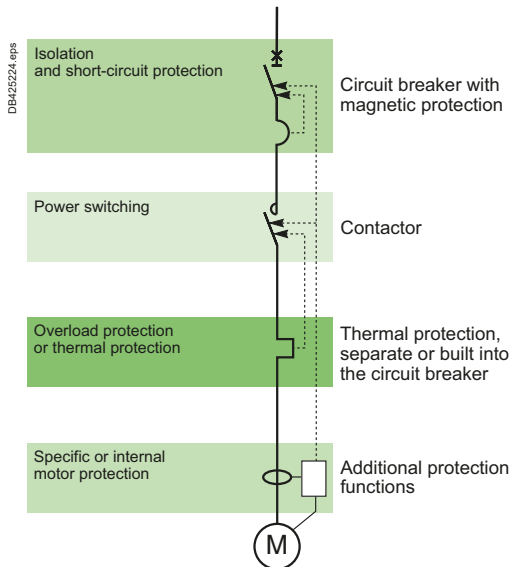 DB425224.eps
Isolation
and short-circuit protection
Circuit breaker with
magnetic protection
Power switching
Contactor
Overload protection
or thermal protection
Thermal protection,
separate or built into
the circuit breaker
Specific or internal
motor protection
Additional protection
functions
M